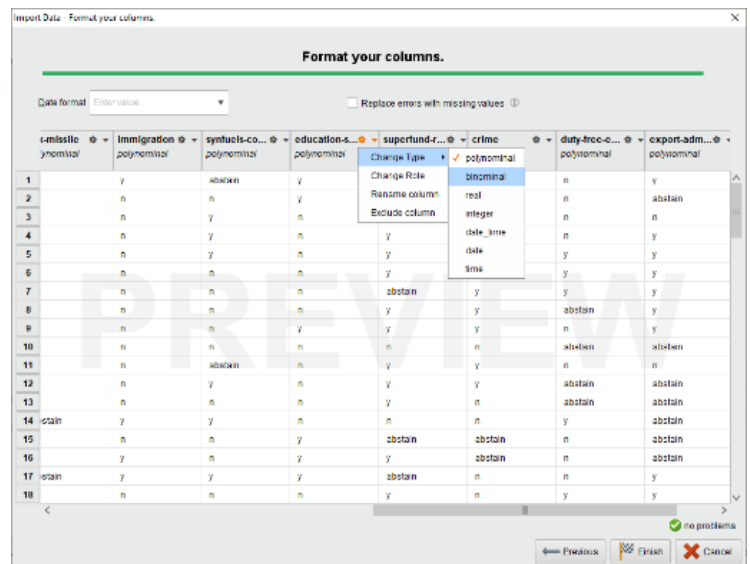 Import Data - Format your columns.
Format your columns.
Date format Enter value... Replace errors with missing values
t-missile immigration synfuels-co... education-s... superfund-r... crime duty-free-e... export-adm...
ynominal polynominal polynominal polynominal polynominal polynominal
Change Type polynominal
Change Role binominal
Rename column real
Exclude column integer
date_time
date
time
1 y abstain y n y
2 n n y n abstain
3 n y n n n
4 n y n y n y
5 n y n y y
6 n n n y y y
7 n n n abstain y y y
8 n n n y y abstain y
9 n n y y y n y
10 n n n n n abstain abstain
11 n abstain n y y n n
12 n y n y y abstain abstain
13 n n n y n abstain abstain
14 ostain y y n n n y abstain
15 n n y abstain abstain n abstain
16 y n y y abstain n abstain
17 ostain y y y abstain n n y
18 n n n y n y y
PREVIEW
no problems
Previous Finish Cancel